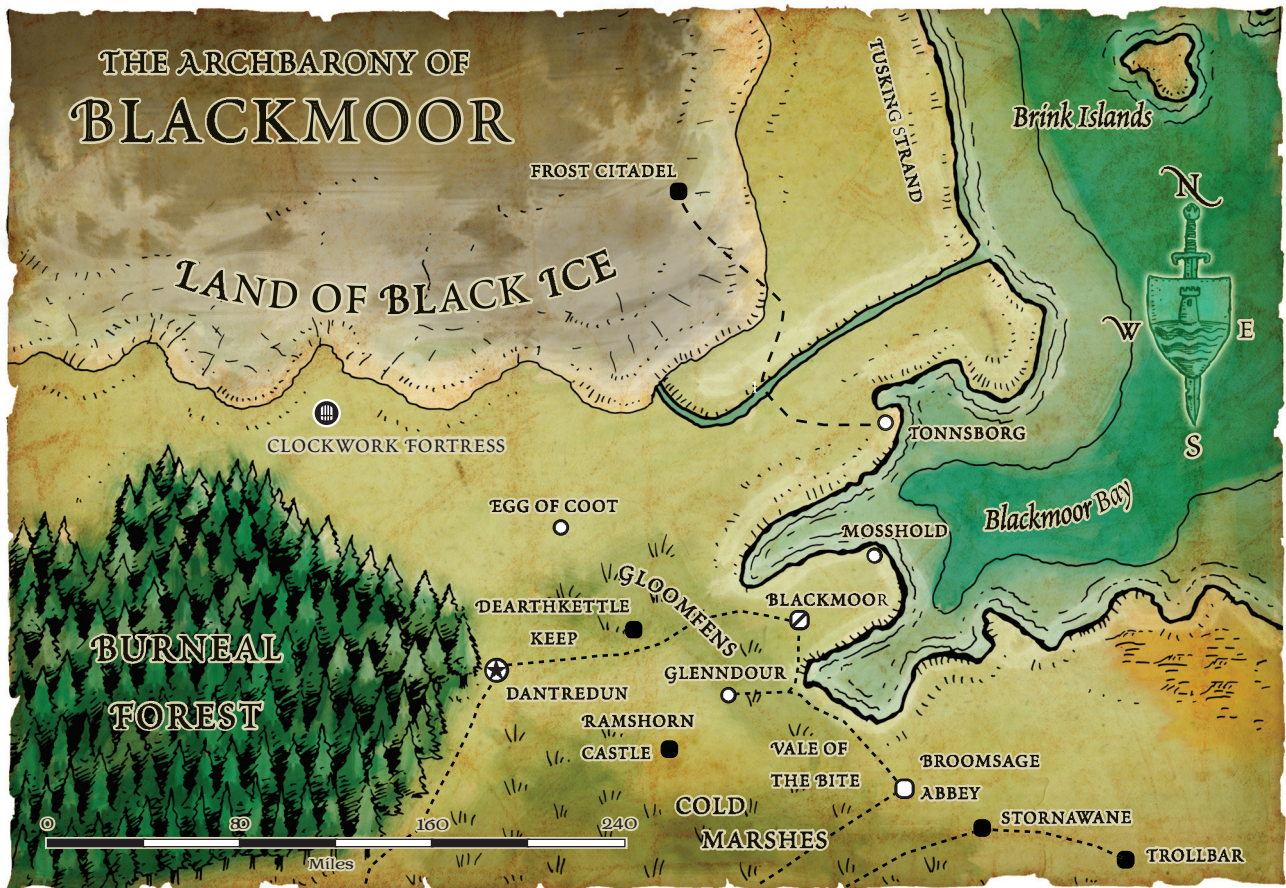 THE ARCHBARONY OF
BLACKMOOR
TUSKING STRAND
Brink Islands
FROST CITADEL
N
LAND OF BLACK ICE
W
E
S
CLOCKWORK FORTRESS
TONNSBORG
EGG OF COOT
Blackmoor Bay
MOSSHOLD
GLOOMFENS
DEARTHKETTLE
KEEP
BLACKMOOR
BURNEAL
FOREST
GLENNDOUR
DANTREDUN
RAMSHORN
CASTLE
VALE OF
THE BITE
BROOMSAGE
ABBEY
COLD
MARSHES
STORNAWANE
TROLLBAR
0 80 160 240
Miles